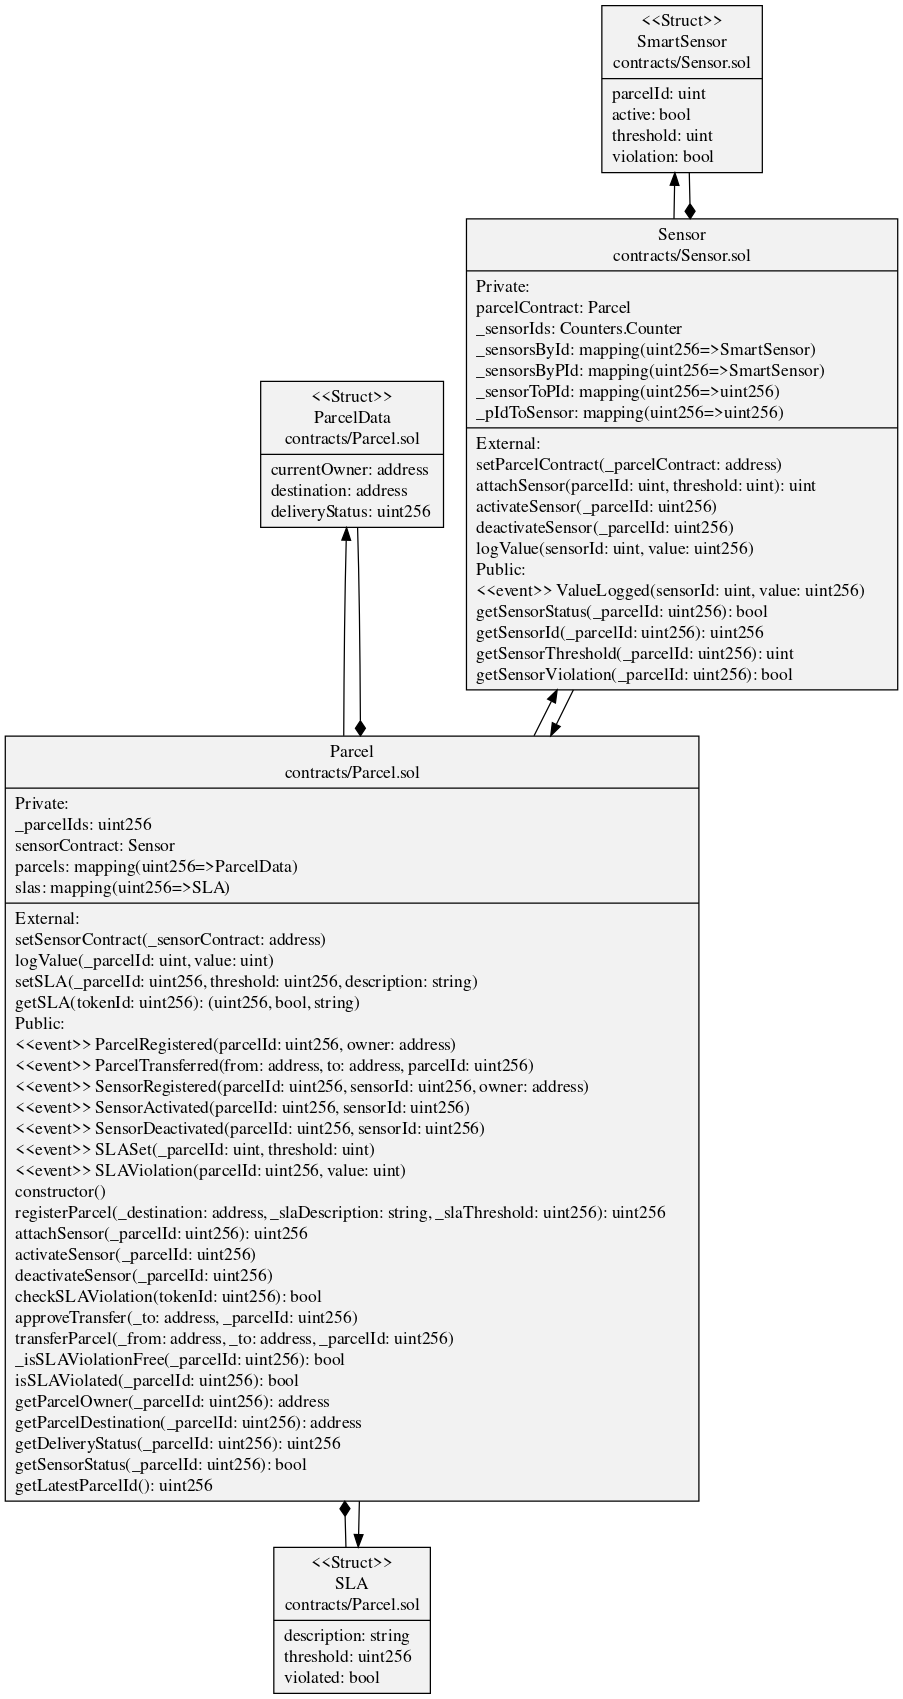 <<Struct>>
SmartSensor
contracts/Sensor.sol
parcelId: uint
active: bool
threshold: uint
violation: bool
Sensor
contracts/Sensor.sol
Private:
parcelContract: Parcel
_sensorIds: Counters.Counter
_sensorsById: mapping(uint256=>SmartSensor)
_sensorsByPId: mapping(uint256=>SmartSensor)
_sensorToPId: mapping(uint256=>uint256)
_pIdToSensor: mapping(uint256=>uint256)
External:
setParcelContract(_parcelContract: address)
attachSensor(parcelId: uint, threshold: uint): uint
activateSensor(_parcelId: uint256)
deactivateSensor(_parcelId: uint256)
logValue(sensorId: uint, value: uint256)
Public:
<<event>> ValueLogged(sensorId: uint, value: uint256)
getSensorStatus(_parcelId: uint256): bool
getSensorId(_parcelId: uint256): uint256
getSensorThreshold(_parcelId: uint256): uint
getSensorViolation(_parcelId: uint256): bool
<<Struct>>
ParcelData
contracts/Parcel.sol
currentOwner: address
destination: address
deliveryStatus: uint256
Parcel
contracts/Parcel.sol
Private:
_parcelIds: uint256
sensorContract: Sensor
parcels: mapping(uint256=>ParcelData)
slas: mapping(uint256=>SLA)
External:
setSensorContract(_sensorContract: address)
logValue(_parcelId: uint, value: uint)
setSLA(_parcelId: uint256, threshold: uint256, description: string)
getSLA(tokenId: uint256): (uint256, bool, string)
Public:
<<event>> ParcelRegistered(parcelId: uint256, owner: address)
<<event>> ParcelTransferred(from: address, to: address, parcelId: uint256)
<<event>> SensorRegistered(parcelId: uint256, sensorId: uint256, owner: address)
<<event>> SensorActivated(parcelId: uint256, sensorId: uint256)
<<event>> SensorDeactivated(parcelId: uint256, sensorId: uint256)
<<event>> SLASet(_parcelId: uint, threshold: uint)
<<event>> SLAViolation(parcelId: uint256, value: uint)
constructor()
registerParcel(_destination: address, _slaDescription: string, _slaThreshold: uint256): uint256
attachSensor(_parcelId: uint256): uint256
activateSensor(_parcelId: uint256)
deactivateSensor(_parcelId: uint256)
checkSLAViolation(tokenId: uint256): bool
approveTransfer(_to: address, _parcelId: uint256)
transferParcel(_from: address, _to: address, _parcelId: uint256)
_isSLAViolationFree(_parcelId: uint256): bool
isSLAViolated(_parcelId: uint256): bool
getParcelOwner(_parcelId: uint256): address
getParcelDestination(_parcelId: uint256): address
getDeliveryStatus(_parcelId: uint256): uint256
getSensorStatus(_parcelId: uint256): bool
getLatestParcelId(): uint256
<<Struct>>
SLA
contracts/Parcel.sol
description: string
threshold: uint256
violated: bool